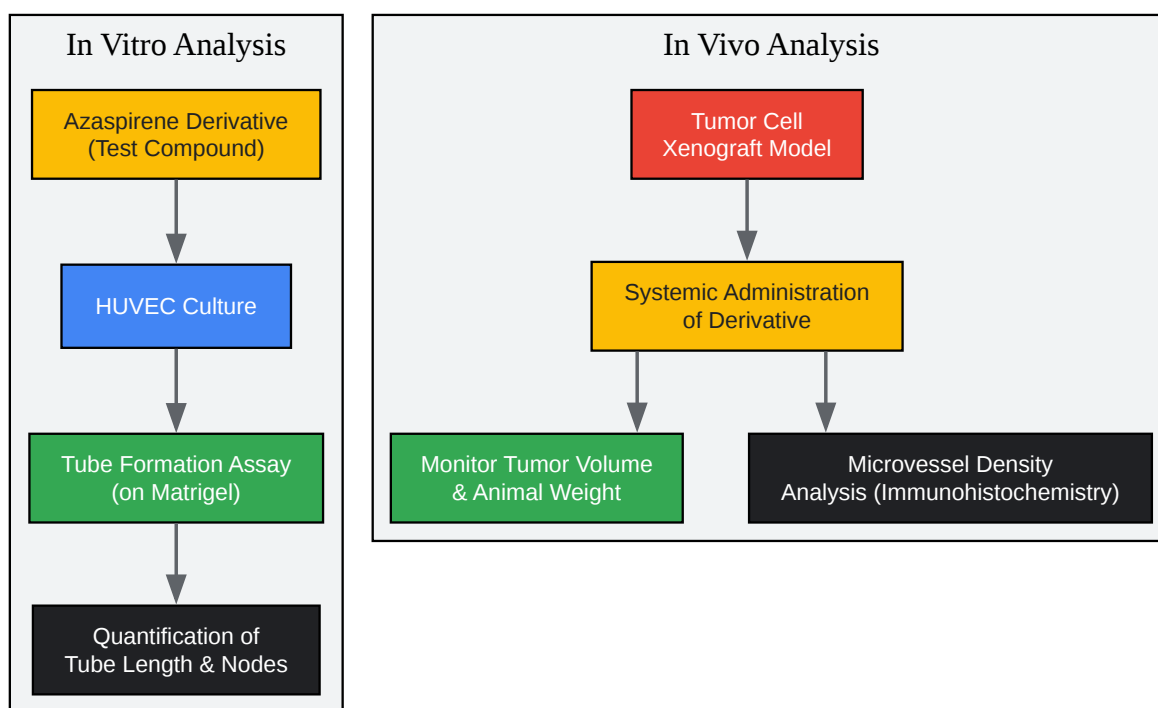 In Vitro Analysis
Azaspirene Derivative
(Test Compound)
HUVEC Culture
Tube Formation Assay
(on Matrigel)
Quantification of
Tube Length & Nodes
In Vivo Analysis
Tumor Cell
Xenograft Model
Systemic Administration
of Derivative
Monitor Tumor Volume
& Animal Weight
Microvessel Density
Analysis (Immunohistochemistry)